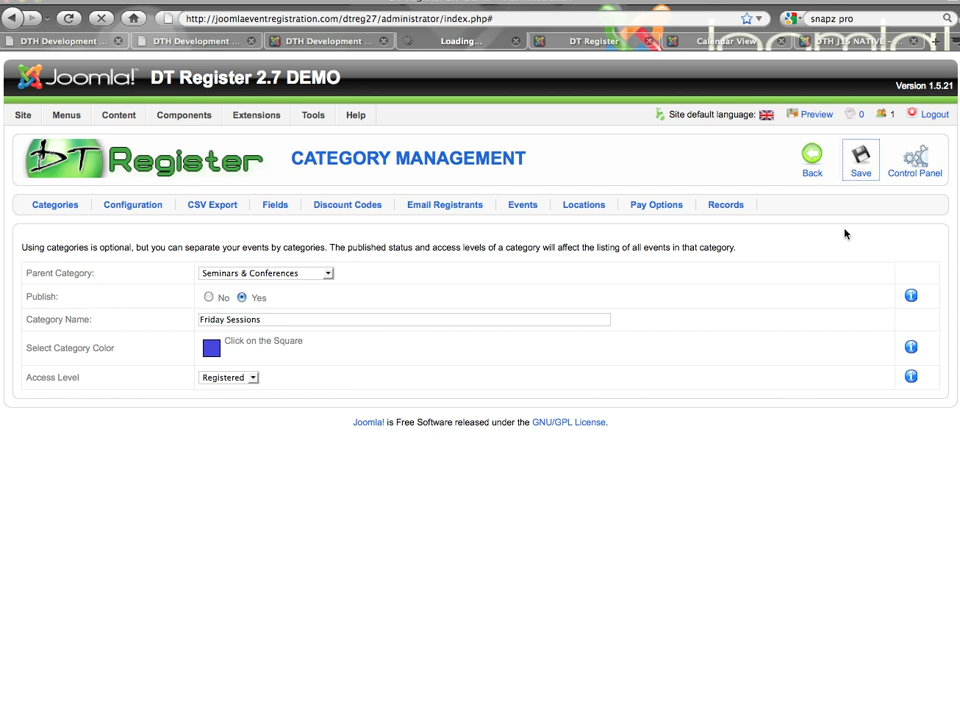 http://joomlaeventregistration.com/dtreg27/administrator/index.php#
snapz pro
DTH Development ...
DTH Development ...
DTH Development ...
Loading...
DT Register
Calendar View
DTH J15 NATIVE
Joomla!
DT Register 2.7 DEMO
Version 1.5.21
Site Menus Content Components Extensions Tools Help
Site default language: Preview 0 1 Logout
DT Register
CATEGORY MANAGEMENT
Back Save Control Panel
Categories Configuration CSV Export Fields Discount Codes Email Registrants Events Locations Pay Options Records
Using categories is optional, but you can separate your events by categories. The published status and access levels of a category will affect the listing of all events in that category.
Parent Category: Seminars & Conferences
Publish: No Yes
Category Name: Friday Sessions
Select Category Color Click on the Square
Access Level Registered
Joomla! is Free Software released under the GNU/GPL License.